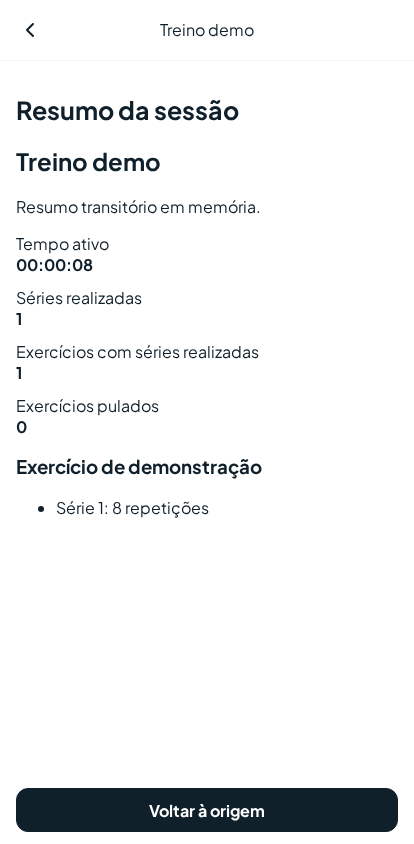 Treino demo
Resumo da sessão
Treino demo
Resumo transitório em memória.
Tempo ativo
00:00:08
Séries realizadas
1
Exercícios com séries realizadas
1
Exercícios pulados
0
Exercício de demonstração
Série 1: 8 repetições
Voltar à origem